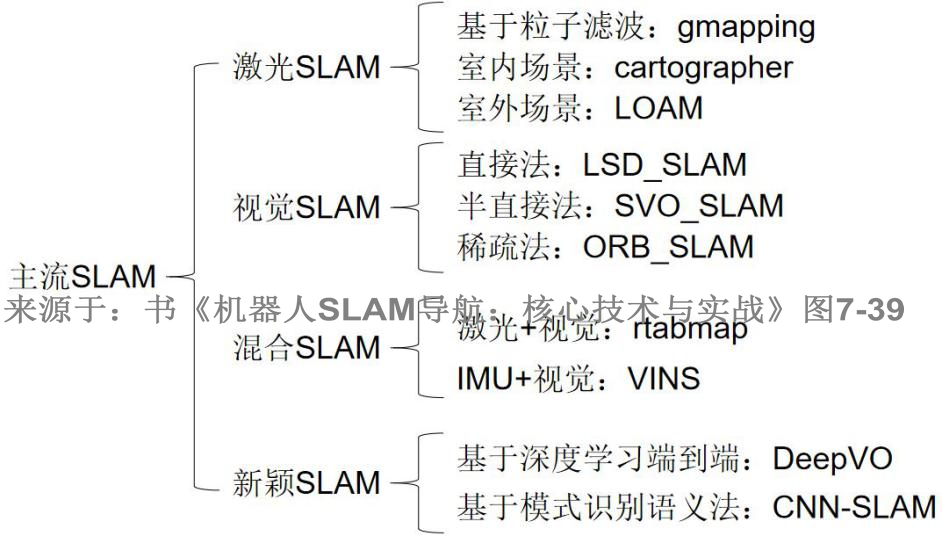 主流SLAM
激光SLAM
基于粒子滤波：gmapping
室内场景：cartographer
室外场景：LOAM
视觉SLAM
直接法：LSD_SLAM
半直接法：SVO_SLAM
稀疏法：ORB_SLAM
来源于：书《机器人SLAM导航：核心技术与实战》图7-39
混合SLAM
激光+视觉：rtabmap
IMU+视觉：VINS
新颖SLAM
基于深度学习端到端：DeepVO
基于模式识别语义法：CNN-SLAM